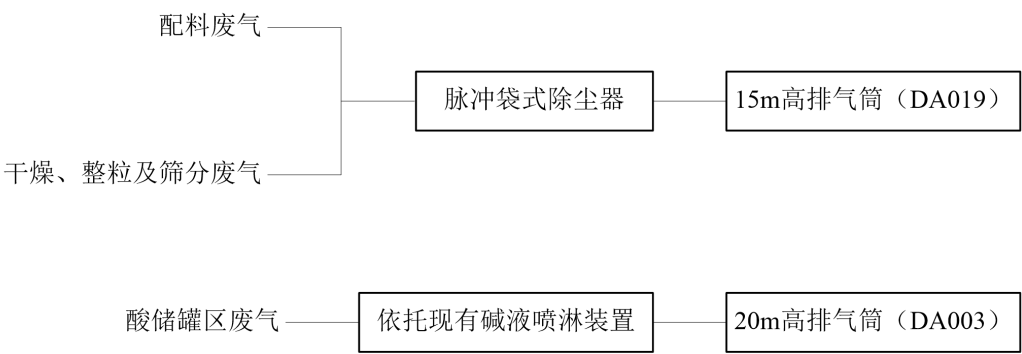 配料废气
脉冲袋式除尘器
15m高排气筒（DA019）
干燥、整粒及筛分废气
酸储罐区废气
依托现有碱液喷淋装置
20m高排气筒（DA003）